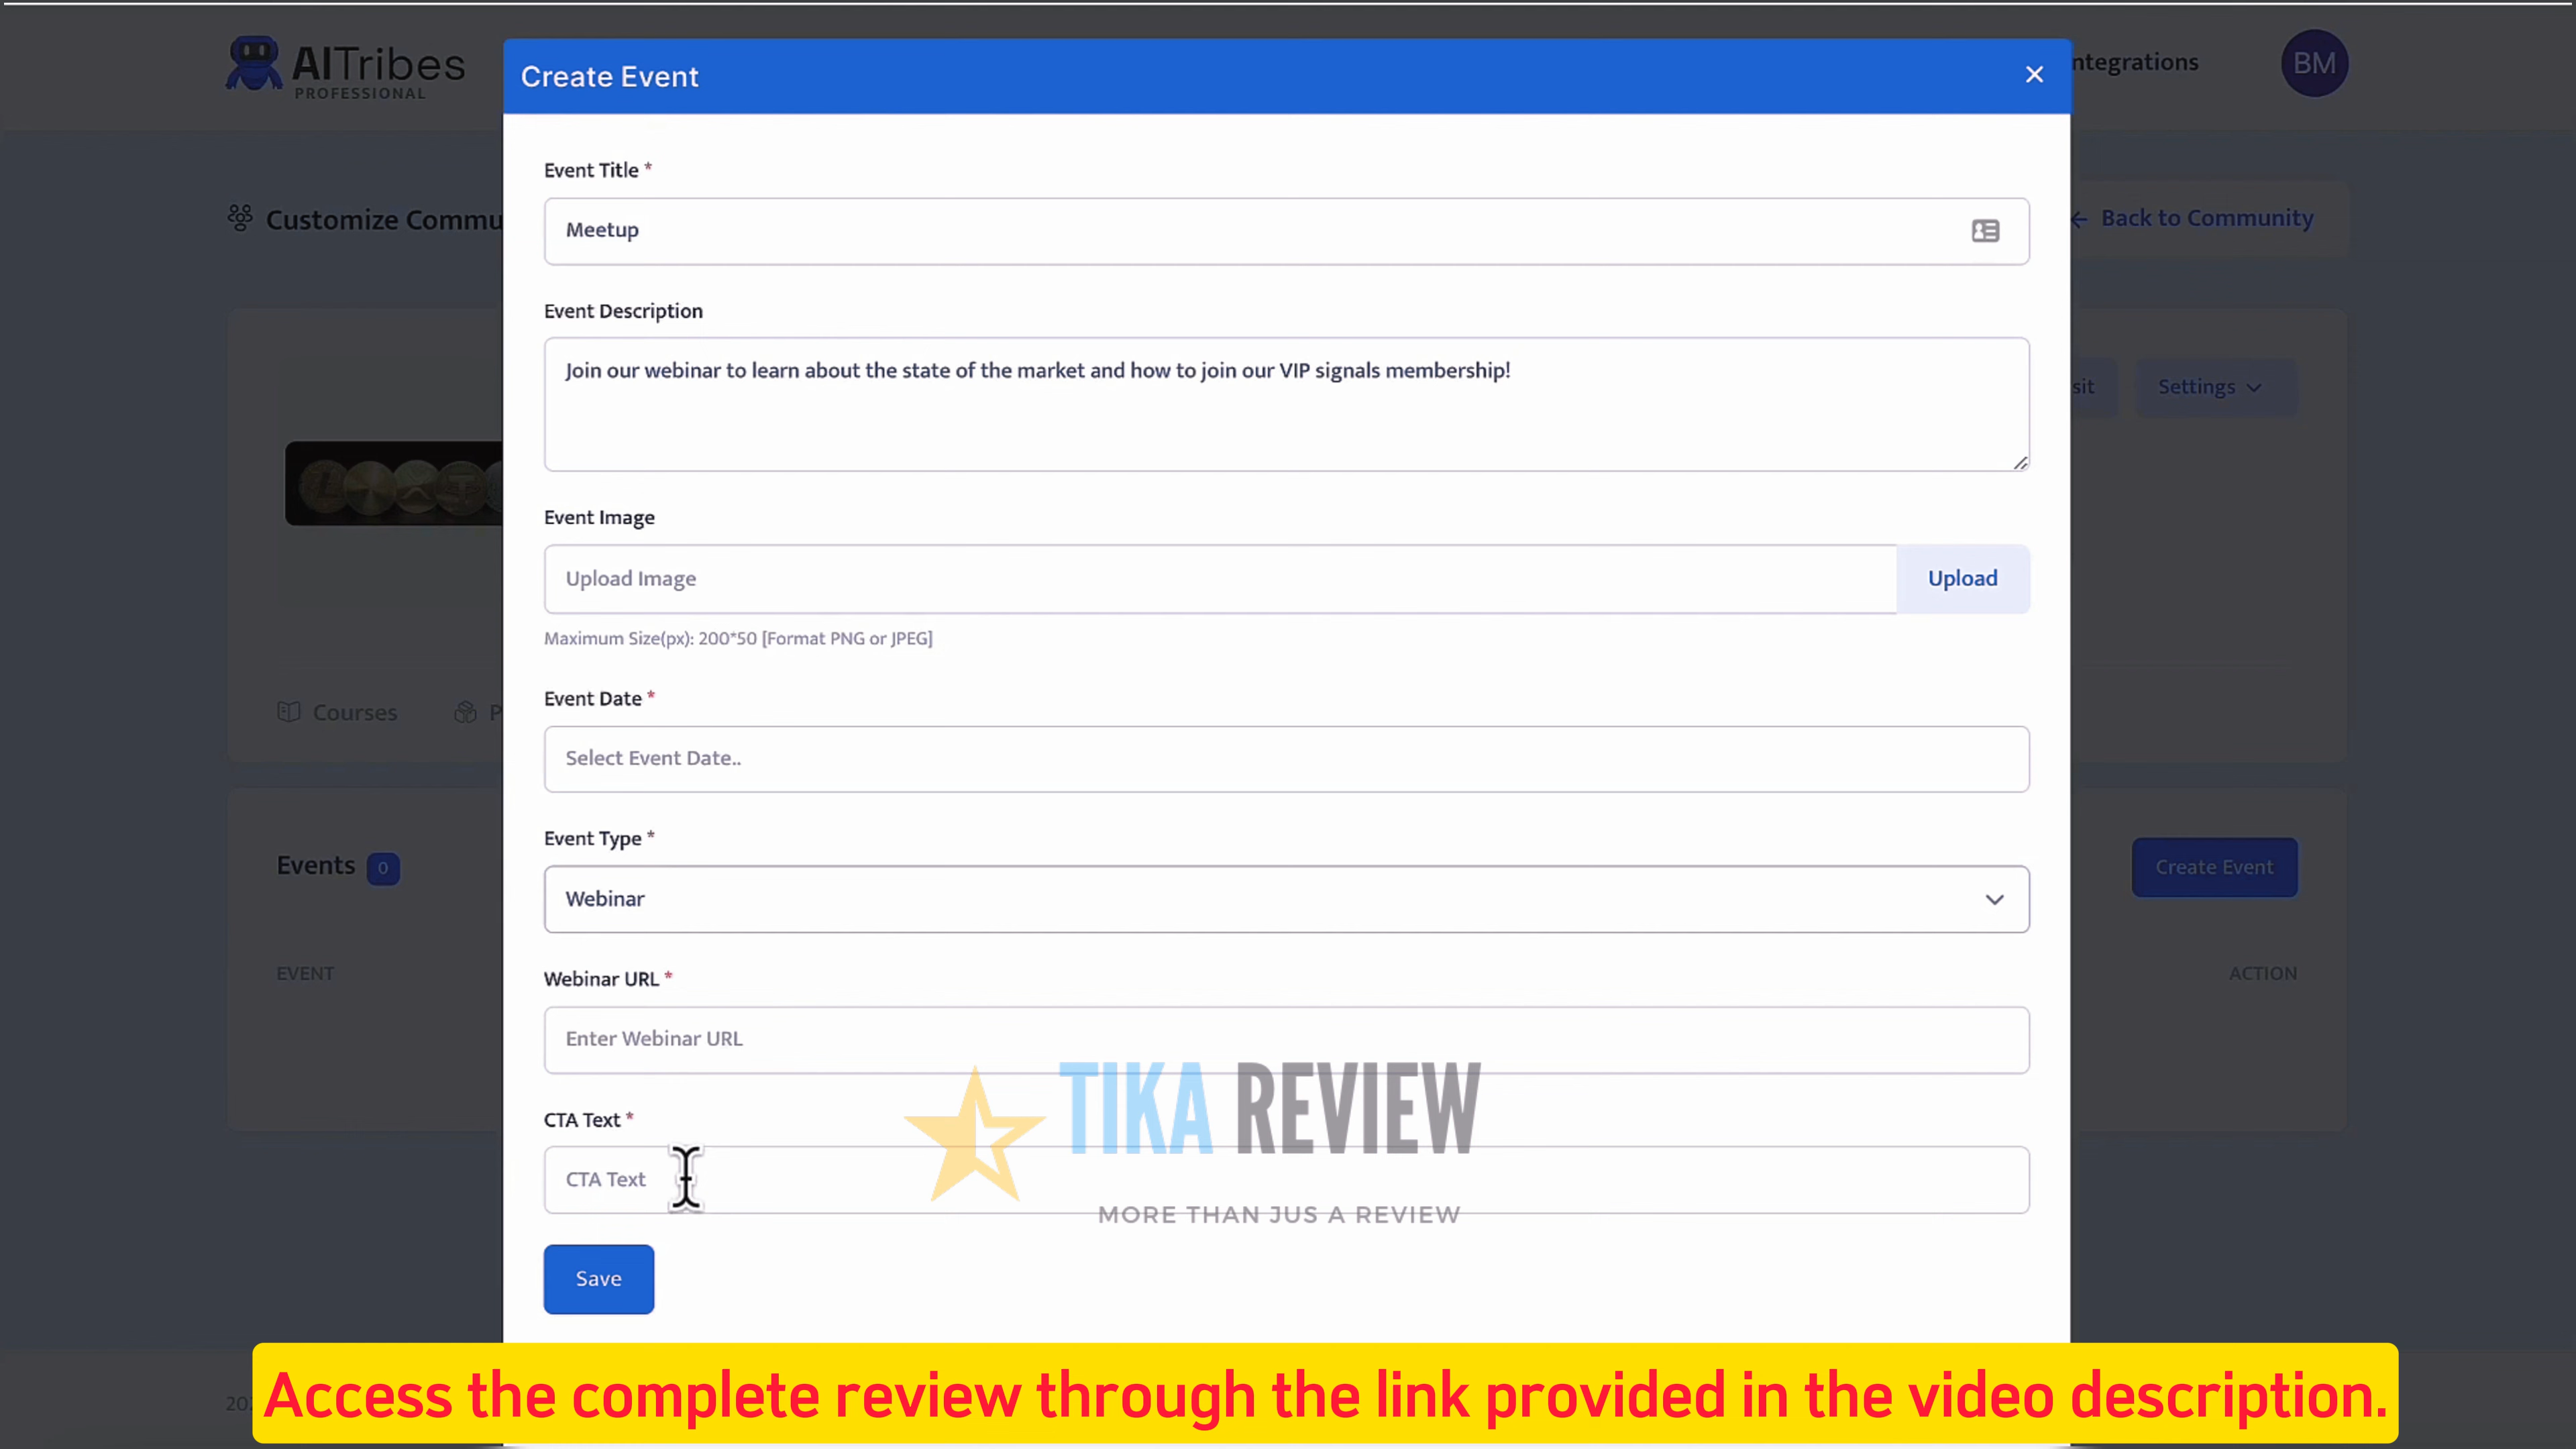 AITribes
PROFESSIONAL
Create Event
ntegrations
BM
Customize Commu
Back to Community
Event Title *
Meetup
Event Description
Join our webinar to learn about the state of the market and how to join our VIP signals membership!
sit
Settings
Event Image
Upload Image
Upload
Maximum Size(px): 200*50 [Format PNG or JPEG]
Event Date *
Courses
P
Select Event Date..
Event Type *
Events 0
Create Event
Webinar
EVENT
ACTION
Webinar URL *
Enter Webinar URL
TIKA REVIEW
CTA Text *
CTA Text
MORE THAN JUS A REVIEW
Save
20
Access the complete review through the link provided in the video description.